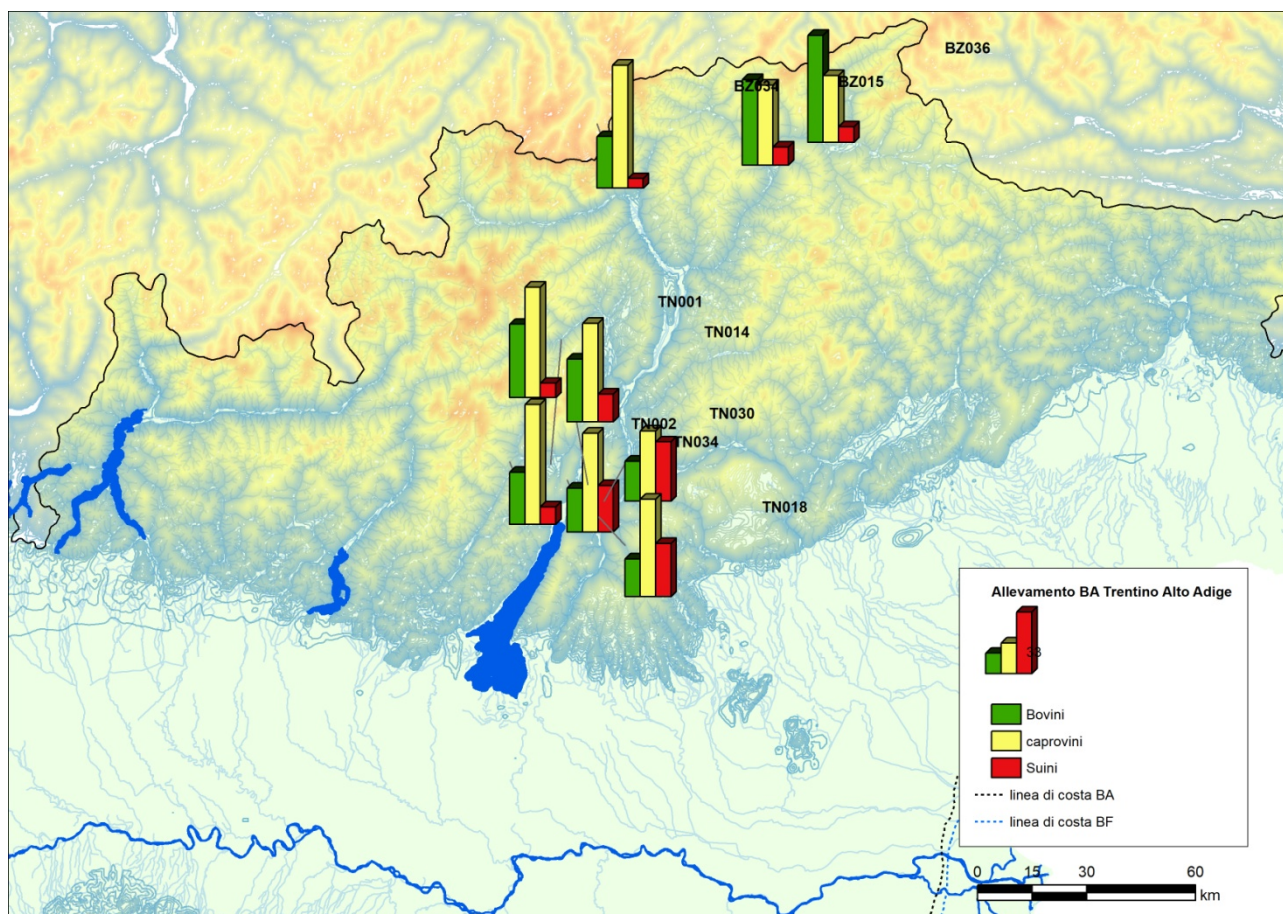 BZ036
BZ034
BZ015
TN001
TN014
TN030
TN002
TN034
TN018
Allevamento BA Trentino Alto Adige
33
Bovini
caprovini
Suini
linea di costa BA
linea di costa BF
0 15 30 60
km